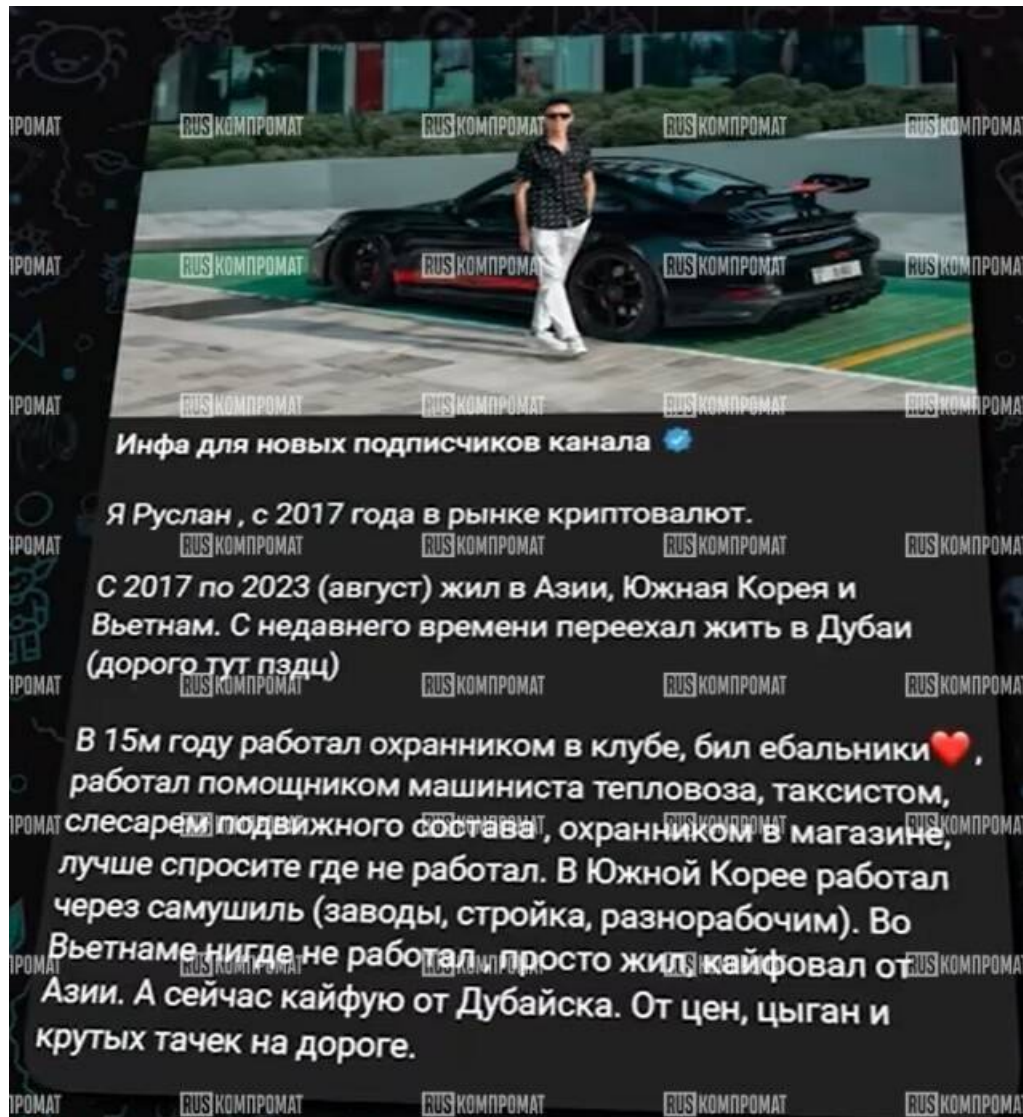 Инфа для новых подписчиков канала
Я Руслан , с 2017 года в рынке криптовалют.
С 2017 по 2023 (август) жил в Азии, Южная Корея и
Вьетнам. С недавнего времени переехал жить в Дубаи
(дорого тут пздц)
В 15м году работал охранником в клубе, бил ебальники❤️,
работал помощником машиниста тепловоза, таксистом,
слесарем подвижного состава , охранником в магазине,
лучше спросите где не работал. В Южной Корее работал
через самушиль (заводы, стройка, разнорабочим). Во
Вьетнаме нигде не работал , просто жил, кайфовал от
Азии. А сейчас кайфую от Дубайска. От цен, цыган и
крутых тачек на дороге.
RUS КОМПРОМАТ